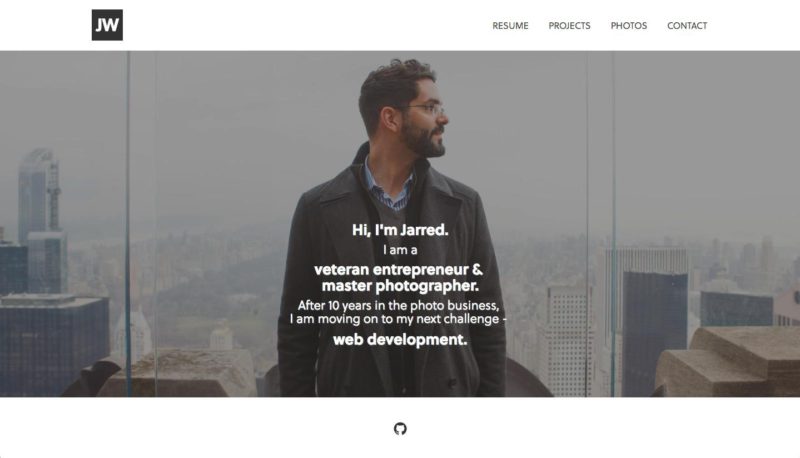 JW
RESUME PROJECTS PHOTOS CONTACT
Hi, I'm Jarred.
I am a
veteran entrepreneur &
master photographer.
After 10 years in the photo business,
I am moving on to my next challenge -
web development.